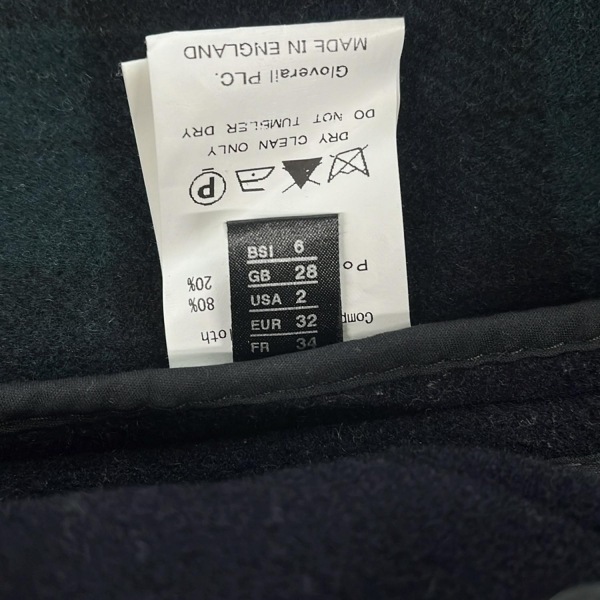 MADE IN ENGLAND
Gloverall PLC.
DO NOT TUMBLER DRY
DRY CLEAN ONLY
P
BSI 6
GB 28
USA 2
EUR 32
FR 34
20%
80%